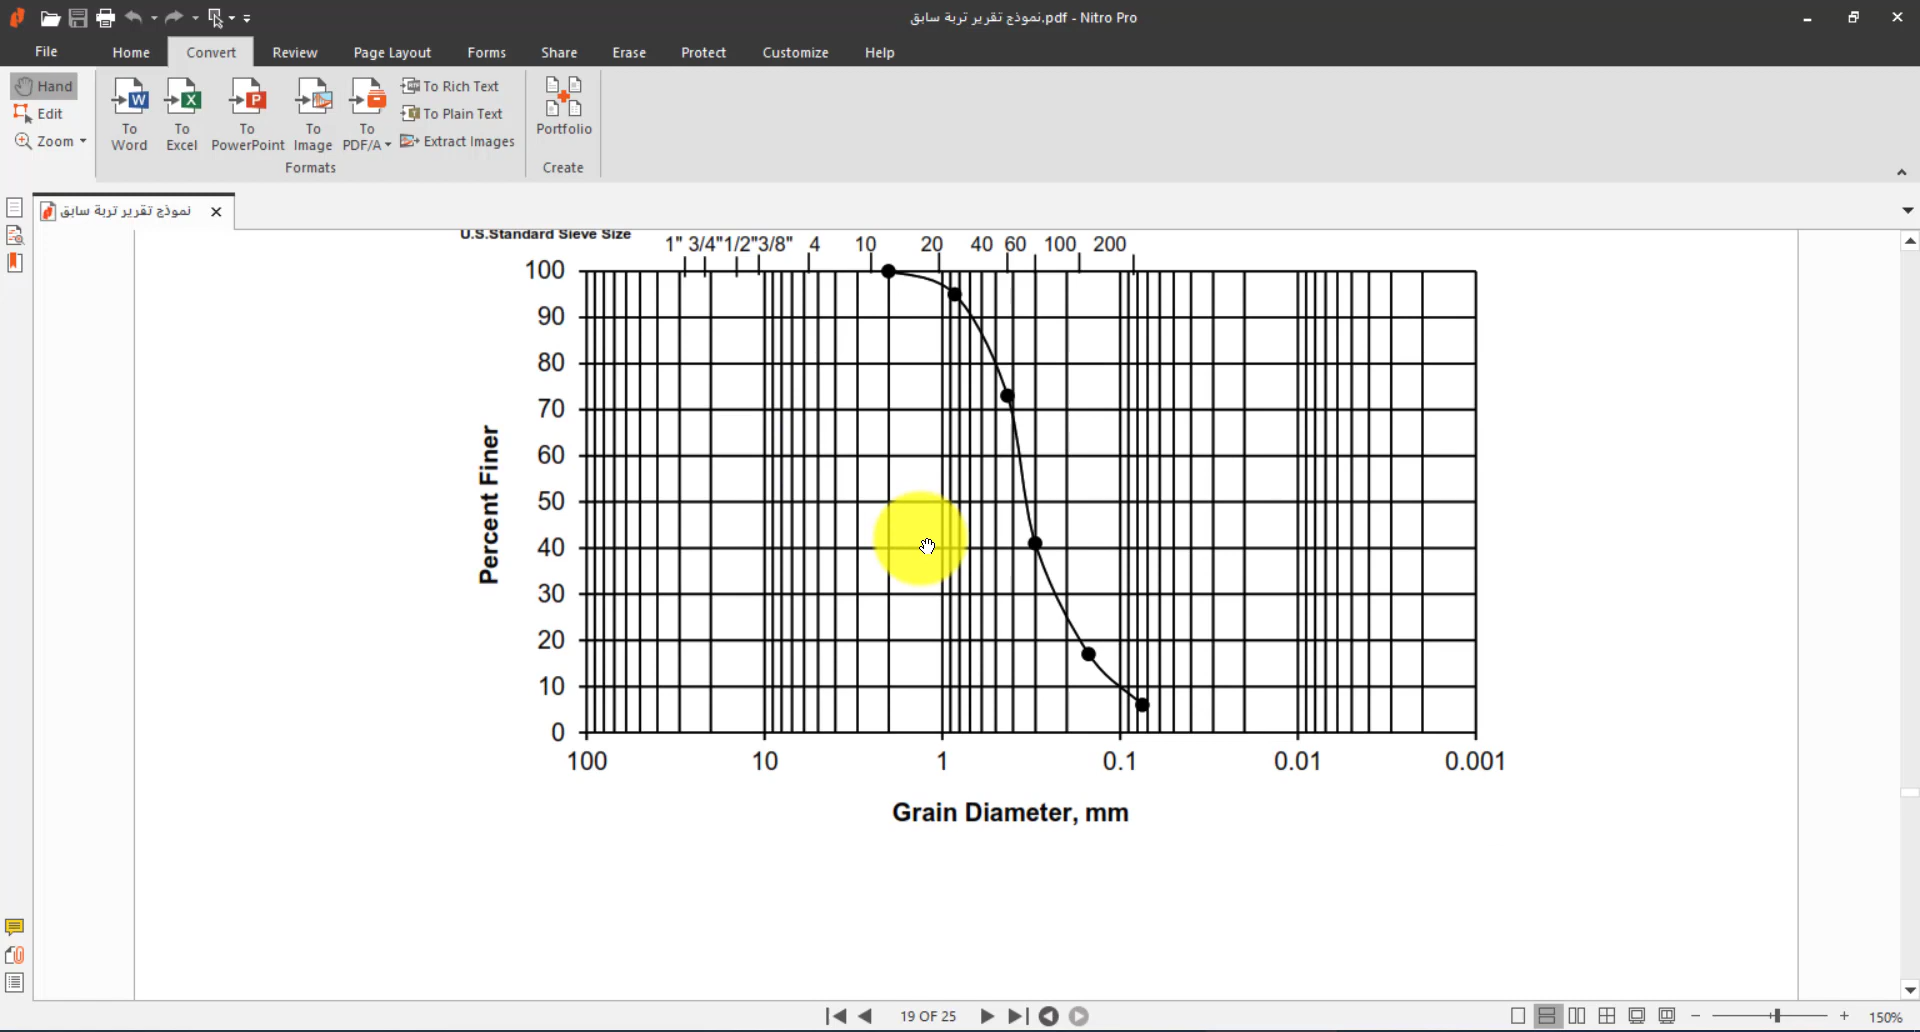 نموذج تقرير تربة سابق.pdf - Nitro Pro
File Home Convert Review Page Layout Forms Share Erase Protect Customize Help
Hand
Edit
Zoom
To Word
To Excel
To PowerPoint
To Image
To PDF/A
To Rich Text
To Plain Text
Extract Images
Formats
Portfolio
Create
نموذج تقرير تربة سابق
U.S.Standard Sieve Size
1" 3/4"1/2"3/8" 4 10 20 40 60 100 200
100
90
80
70
60
50
40
30
20
10
0
Percent Finer
100 10 1 0.1 0.01 0.001
Grain Diameter, mm
19 OF 25
150%